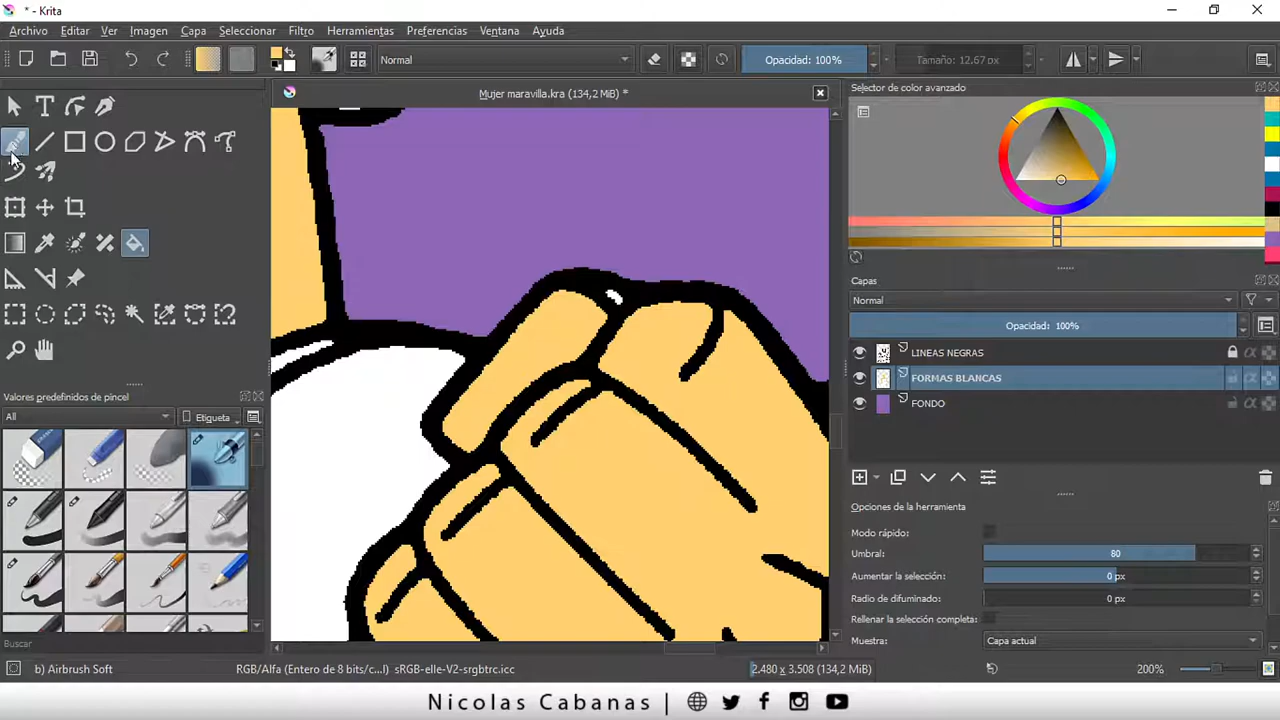 * - Krita
Archivo Editar Ver Imagen Capa Seleccionar Filtro Herramientas Preferencias Ventana Ayuda
Normal Opacidad: 100% Tamaño: 12.67 px
Mujer maravilla.kra (134,2 MiB) *
Selector de color avanzado
Capas
Normal
Opacidad: 100%
LINEAS NEGRAS
FORMAS BLANCAS
FONDO
Opciones de la herramienta
Modo rápido:
Umbral: 80
Aumentar la selección: 0 px
Radio de difuminado: 0 px
Rellenar la selección completa:
Muestra: Capa actual
Valores predefinidos de pincel
All Etiqueta
Buscar
b) Airbrush Soft RGB/Alfa (Entero de 8 bits/c...l) sRGB-elle-V2-srgbtrc.icc 2.480 x 3.508 (134,2 MiB) 200%
Nicolas Cabanas |